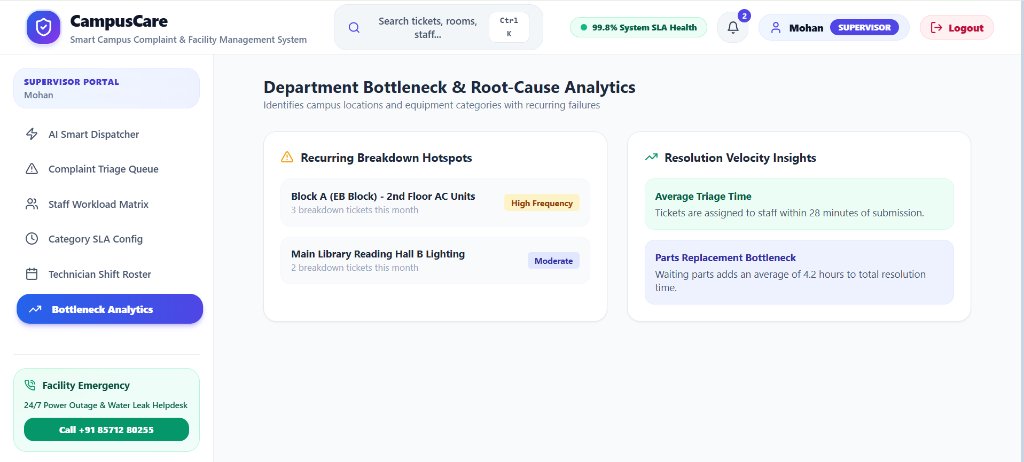 CampusCare
Smart Campus Complaint & Facility Management System
Search tickets, rooms,
staff...
Ctrl
K
99.8% System SLA Health
2
Mohan
SUPERVISOR
Logout
SUPERVISOR PORTAL
Mohan
AI Smart Dispatcher
Complaint Triage Queue
Staff Workload Matrix
Category SLA Config
Technician Shift Roster
Bottleneck Analytics
Facility Emergency
24/7 Power Outage & Water Leak Helpdesk
Call +91 85712 80255
Department Bottleneck & Root-Cause Analytics
Identifies campus locations and equipment categories with recurring failures
Recurring Breakdown Hotspots
Block A (EB Block) - 2nd Floor AC Units
3 breakdown tickets this month
High Frequency
Main Library Reading Hall B Lighting
2 breakdown tickets this month
Moderate
Resolution Velocity Insights
Average Triage Time
Tickets are assigned to staff within 28 minutes of submission.
Parts Replacement Bottleneck
Waiting parts adds an average of 4.2 hours to total resolution
time.